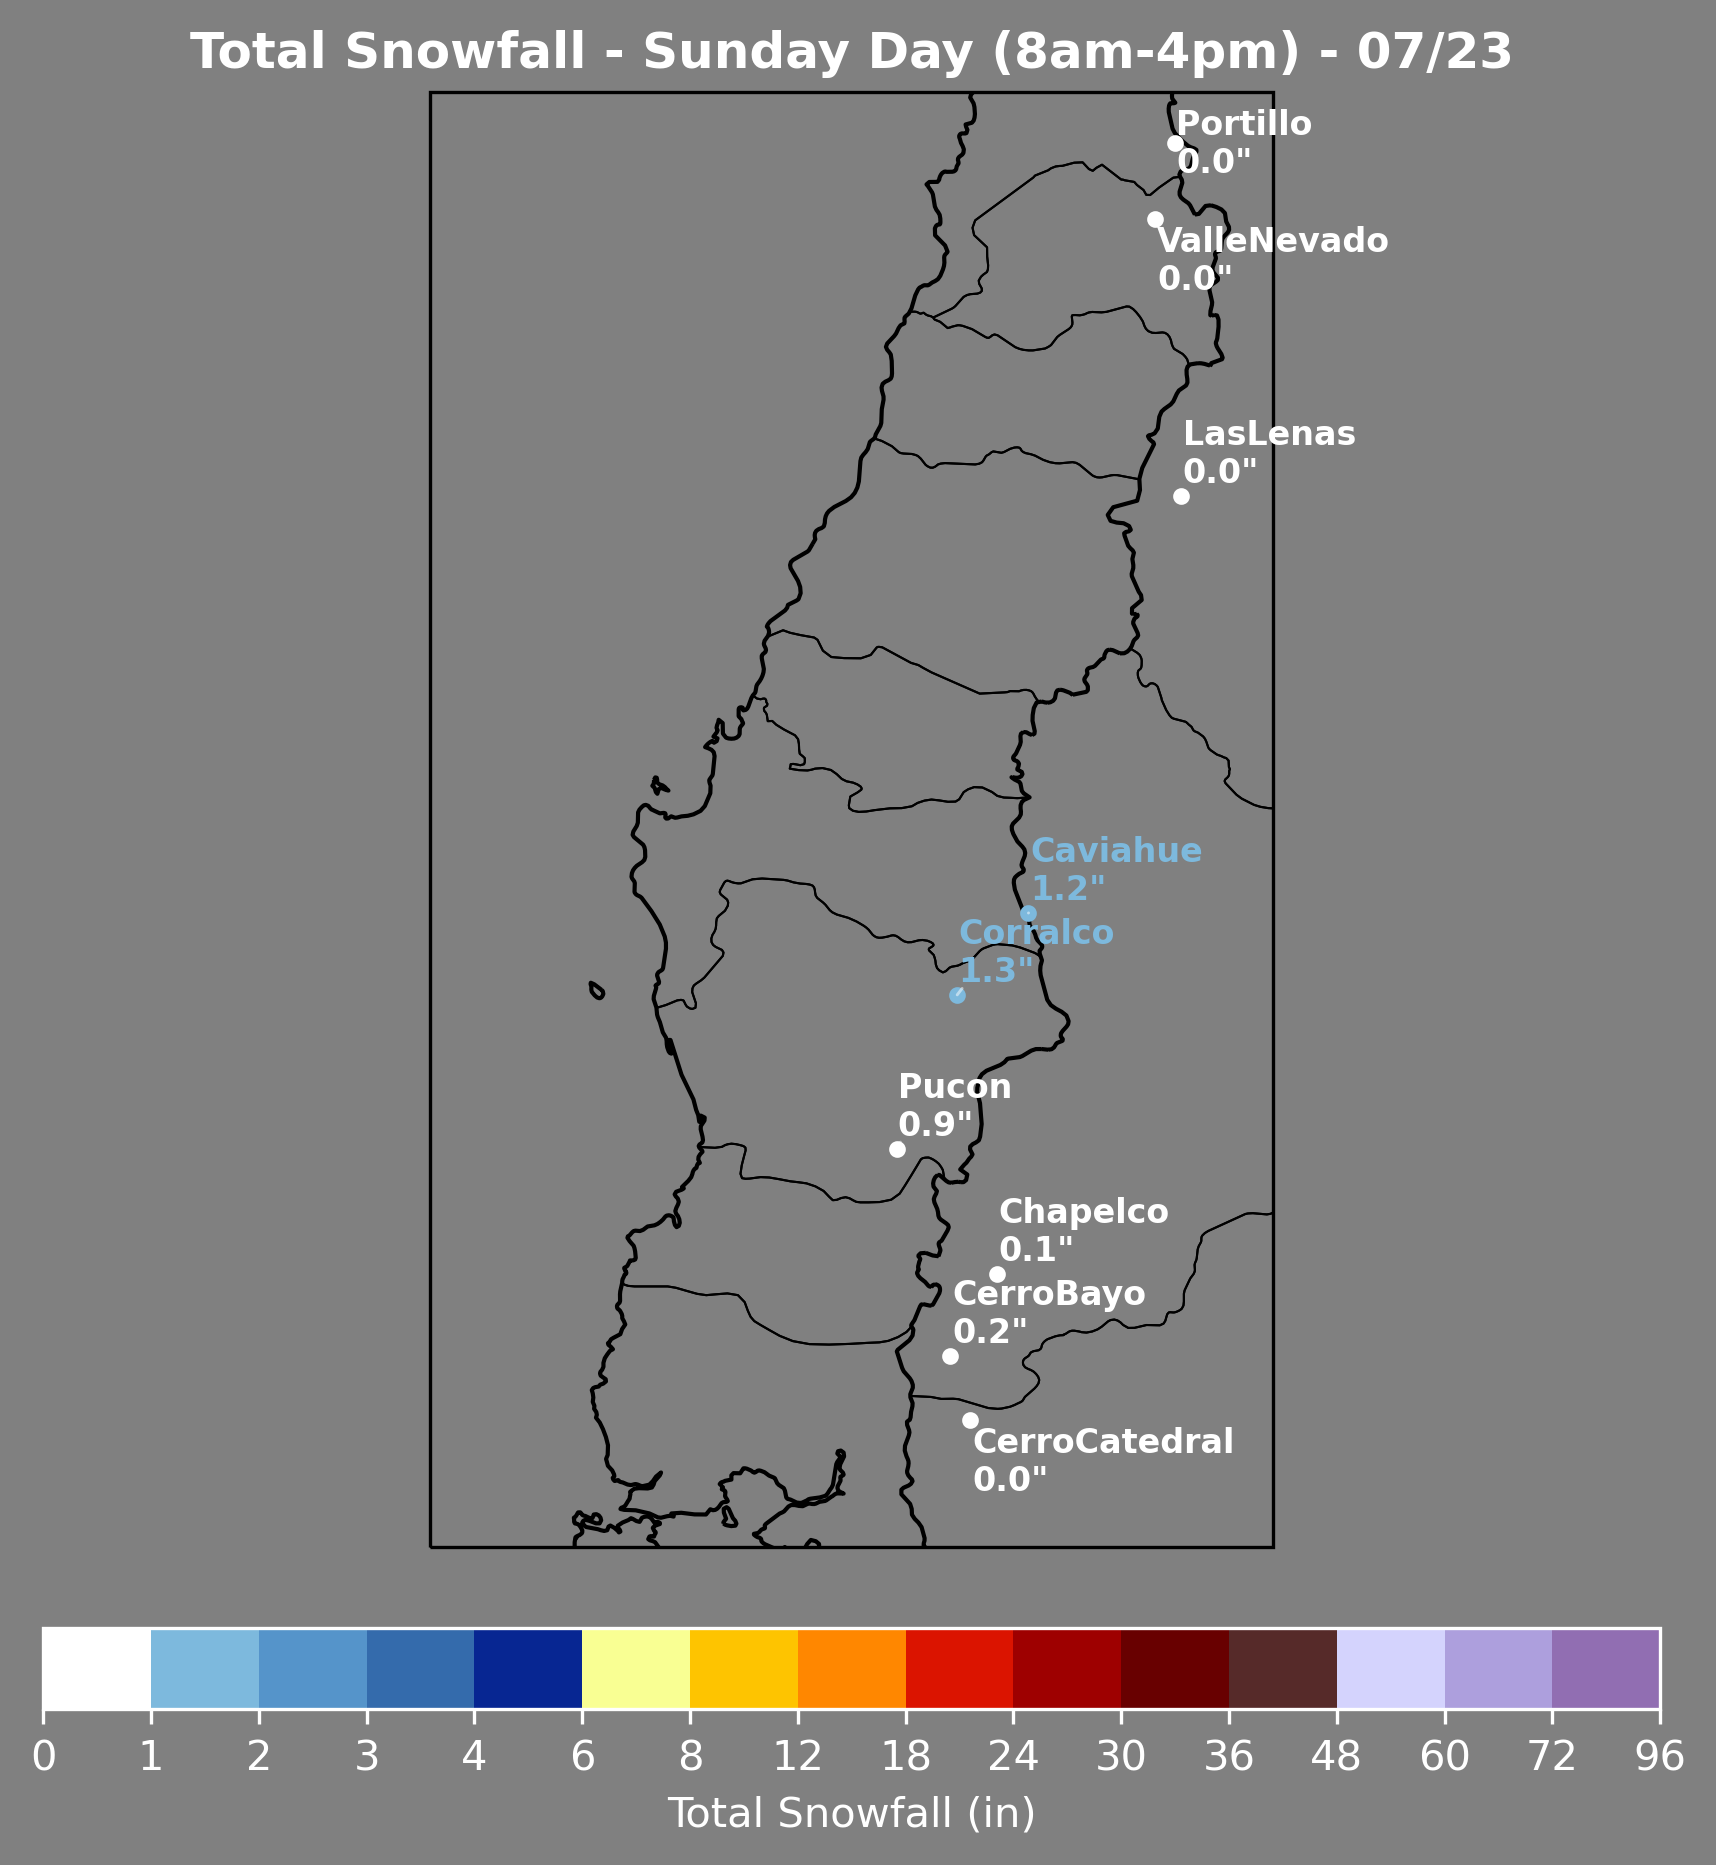 Total Snowfall - Sunday Day (8am-4pm) - 07/23
Portillo
0.0"
ValleNevado
0.0"
LasLenas
0.0"
Caviahue
1.2"
Corralco
1.3"
Pucon
0.9"
Chapelco
0.1"
CerroBayo
0.2"
CerroCatedral
0.0"
0 1 2 3 4 6 8 12 18 24 30 36 48 60 72 96
Total Snowfall (in)